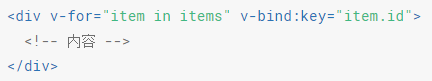 <div v-for="item in items" v-bind:key="item.id">
  <!-- 内容 -->
</div>